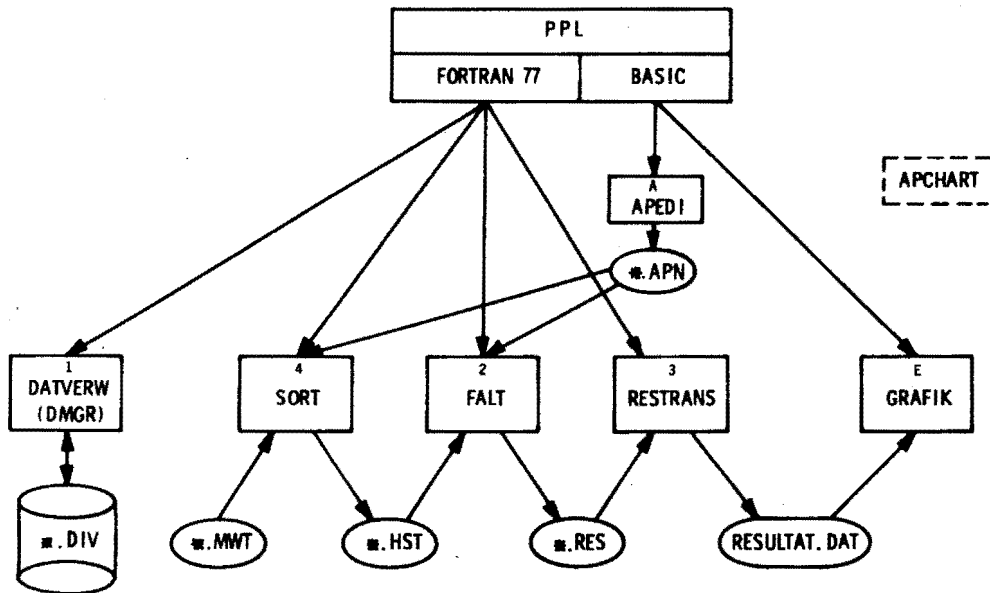 PPL
FORTRAN 77
BASIC
APCHART
A
APEDI
*.APN
1
DATVERW
(DMGR)
4
SORT
2
FALT
3
RESTRANS
E
GRAFIK
*.DIV
*.MWT
*.HST
*.RES
RESULTAT.DAT